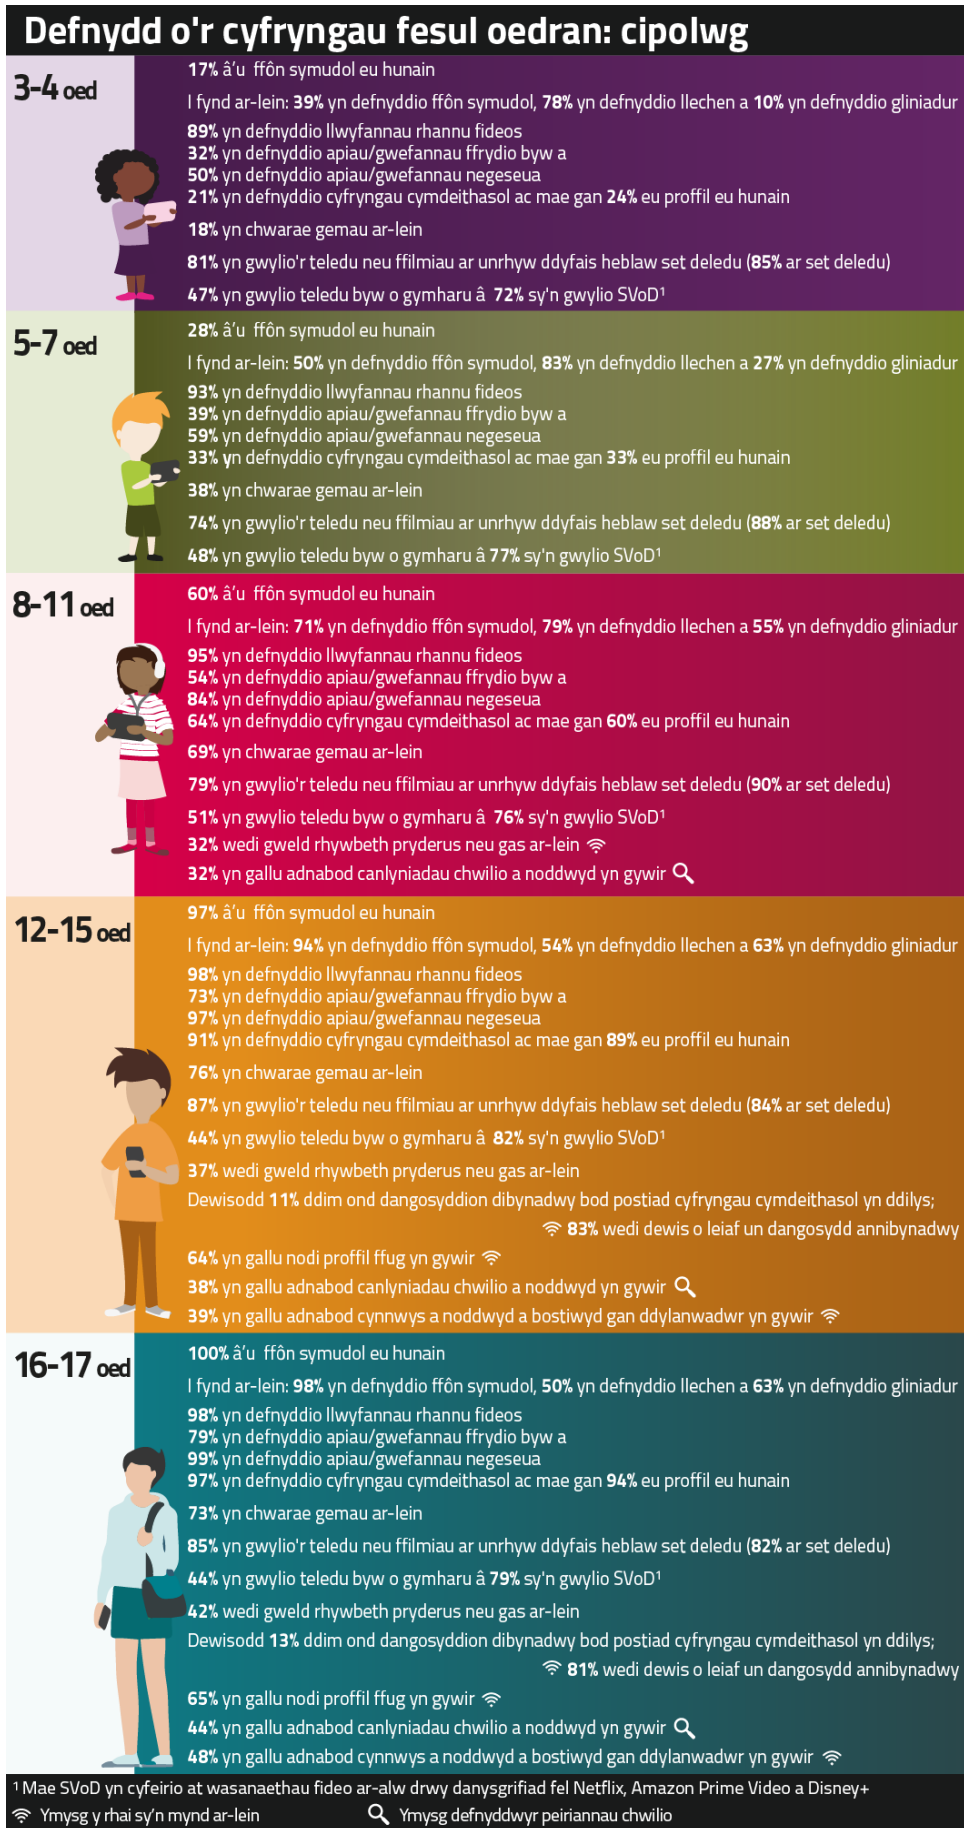 Defnydd o'r cyfryngau fesul oedran: cipolwg
3-4 oed
17% â'u ffôn symudol eu hunain
I fynd ar-lein: 39% yn defnyddio ffôn symudol, 78% yn defnyddio llechen a 10% yn defnyddio gliniadur
89% yn defnyddio llwyfannau rhannu fideos
32% yn defnyddio apiau/gwefannau ffrydio byw a
50% yn defnyddio apiau/gwefannau negeseua
21% yn defnyddio cyfryngau cymdeithasol ac mae gan 24% eu proffil eu hunain
18% yn chwarae gemau ar-lein
81% yn gwylio'r teledu neu ffilmiau ar unrhyw ddyfais heblaw set deledu (85% ar set deledu)
47% yn gwylio teledu byw o gymharu â 72% sy'n gwylio SVoD¹
5-7 oed
28% â'u ffôn symudol eu hunain
I fynd ar-lein: 50% yn defnyddio ffôn symudol, 83% yn defnyddio llechen a 27% yn defnyddio gliniadur
93% yn defnyddio llwyfannau rhannu fideos
39% yn defnyddio apiau/gwefannau ffrydio byw a
59% yn defnyddio apiau/gwefannau negeseua
33% yn defnyddio cyfryngau cymdeithasol ac mae gan 33% eu proffil eu hunain
38% yn chwarae gemau ar-lein
74% yn gwylio'r teledu neu ffilmiau ar unrhyw ddyfais heblaw set deledu (88% ar set deledu)
48% yn gwylio teledu byw o gymharu â 77% sy'n gwylio SVoD¹
8-11 oed
60% â'u ffôn symudol eu hunain
I fynd ar-lein: 71% yn defnyddio ffôn symudol, 79% yn defnyddio llechen a 55% yn defnyddio gliniadur
95% yn defnyddio llwyfannau rhannu fideos
54% yn defnyddio apiau/gwefannau ffrydio byw a
84% yn defnyddio apiau/gwefannau negeseua
64% yn defnyddio cyfryngau cymdeithasol ac mae gan 60% eu proffil eu hunain
69% yn chwarae gemau ar-lein
79% yn gwylio'r teledu neu ffilmiau ar unrhyw ddyfais heblaw set deledu (90% ar set deledu)
51% yn gwylio teledu byw o gymharu â 76% sy'n gwylio SVoD¹
32% wedi gweld rhywbeth pryderus neu gas ar-lein
32% yn gallu adnabod canlyniadau chwilio a noddwyd yn gywir
12-15 oed
97% â'u ffôn symudol eu hunain
I fynd ar-lein: 94% yn defnyddio ffôn symudol, 54% yn defnyddio llechen a 63% yn defnyddio gliniadur
98% yn defnyddio llwyfannau rhannu fideos
73% yn defnyddio apiau/gwefannau ffrydio byw a
97% yn defnyddio apiau/gwefannau negeseua
91% yn defnyddio cyfryngau cymdeithasol ac mae gan 89% eu proffil eu hunain
76% yn chwarae gemau ar-lein
87% yn gwylio'r teledu neu ffilmiau ar unrhyw ddyfais heblaw set deledu (84% ar set deledu)
44% yn gwylio teledu byw o gymharu â 82% sy'n gwylio SVoD¹
37% wedi gweld rhywbeth pryderus neu gas ar-lein
Dewisodd 11% ddim ond dangosyddion dibynadwy bod postiad cyfryngau cymdeithasol yn ddilys;
83% wedi dewis o leiaf un dangosydd annibynadwy
64% yn gallu nodi proffil ffug yn gywir
38% yn gallu adnabod canlyniadau chwilio a noddwyd yn gywir
39% yn gallu adnabod cynnwys a noddwyd a bostiwyd gan ddylanwadwr yn gywir
16-17 oed
100% â'u ffôn symudol eu hunain
I fynd ar-lein: 98% yn defnyddio ffôn symudol, 50% yn defnyddio llechen a 63% yn defnyddio gliniadur
98% yn defnyddio llwyfannau rhannu fideos
79% yn defnyddio apiau/gwefannau ffrydio byw a
99% yn defnyddio apiau/gwefannau negeseua
97% yn defnyddio cyfryngau cymdeithasol ac mae gan 94% eu proffil eu hunain
73% yn chwarae gemau ar-lein
85% yn gwylio'r teledu neu ffilmiau ar unrhyw ddyfais heblaw set deledu (82% ar set deledu)
44% yn gwylio teledu byw o gymharu â 79% sy'n gwylio SVoD¹
42% wedi gweld rhywbeth pryderus neu gas ar-lein
Dewisodd 13% ddim ond dangosyddion dibynadwy bod postiad cyfryngau cymdeithasol yn ddilys;
81% wedi dewis o leiaf un dangosydd annibynadwy
65% yn gallu nodi proffil ffug yn gywir
44% yn gallu adnabod canlyniadau chwilio a noddwyd yn gywir
48% yn gallu adnabod cynnwys a noddwyd a bostiwyd gan ddylanwadwr yn gywir
¹ Mae SVoD yn cyfeirio at wasanaethau fideo ar-alw drwy danysgrifiad fel Netflix, Amazon Prime Video a Disney+
Ymysg y rhai sy'n mynd ar-lein
Ymysg defnyddwyr peiriannau chwilio